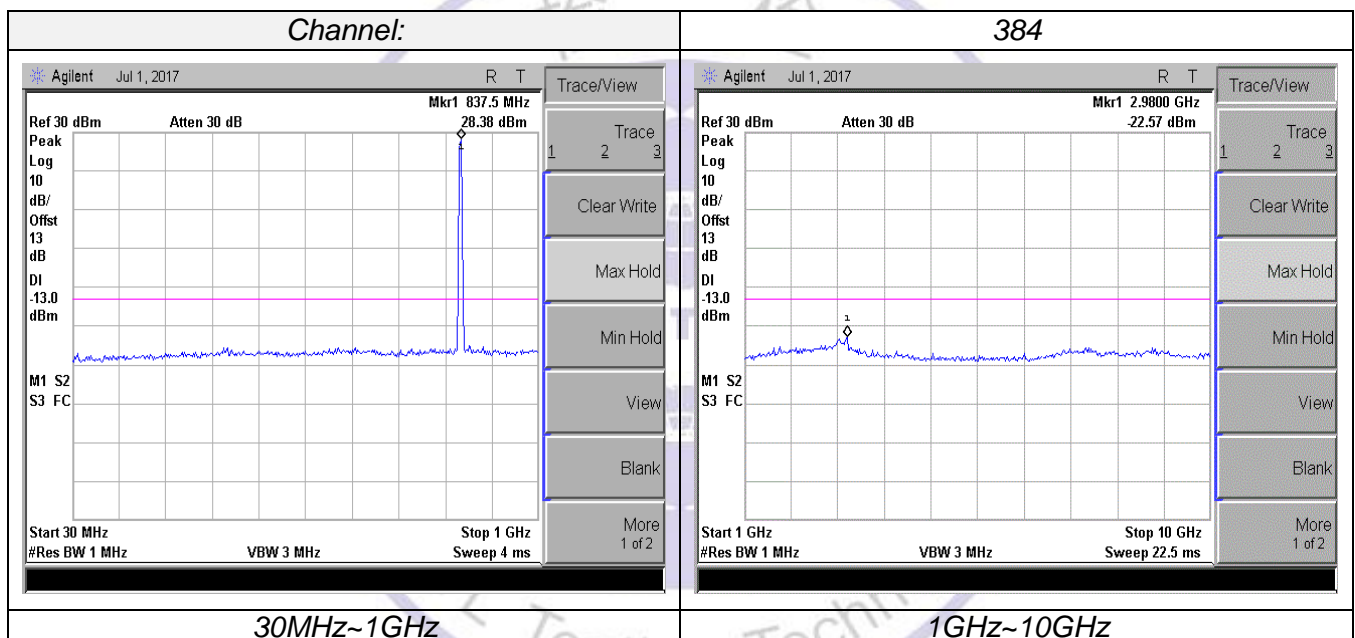 Channel: 384
Agilent Jul 1, 2017 R T
Mkr1 837.5 MHz
Ref 30 dBm Atten 30 dB 28.38 dBm
Peak
Log
10
dB/
Offst
13
dB
DI
-13.0
dBm
M1 S2
S3 FC
1
Start 30 MHz Stop 1 GHz
#Res BW 1 MHz VBW 3 MHz Sweep 4 ms
Trace/View
Trace
1 2 3
Clear Write
Max Hold
Min Hold
View
Blank
More
1 of 2
Agilent Jul 1, 2017 R T
Mkr1 2.9800 GHz
Ref 30 dBm Atten 30 dB -22.57 dBm
Peak
Log
10
dB/
Offst
13
dB
DI
-13.0
dBm
M1 S2
S3 FC
1
Start 1 GHz Stop 10 GHz
#Res BW 1 MHz VBW 3 MHz Sweep 22.5 ms
Trace/View
Trace
1 2 3
Clear Write
Max Hold
Min Hold
View
Blank
More
1 of 2
30MHz~1GHz 1GHz~10GHz